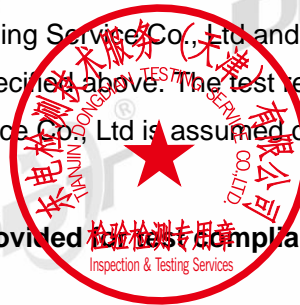 ing Service Co., Ltd and
ecified above. The test re
ce Co., Ltd is assumed o
ovided for test complia
东电检测技术服务（天津）有限公司
TIANJIN DONGDIAN TESTING SERVICE CO.,LTD.
®
检验检测专用章
Inspection & Testing Services